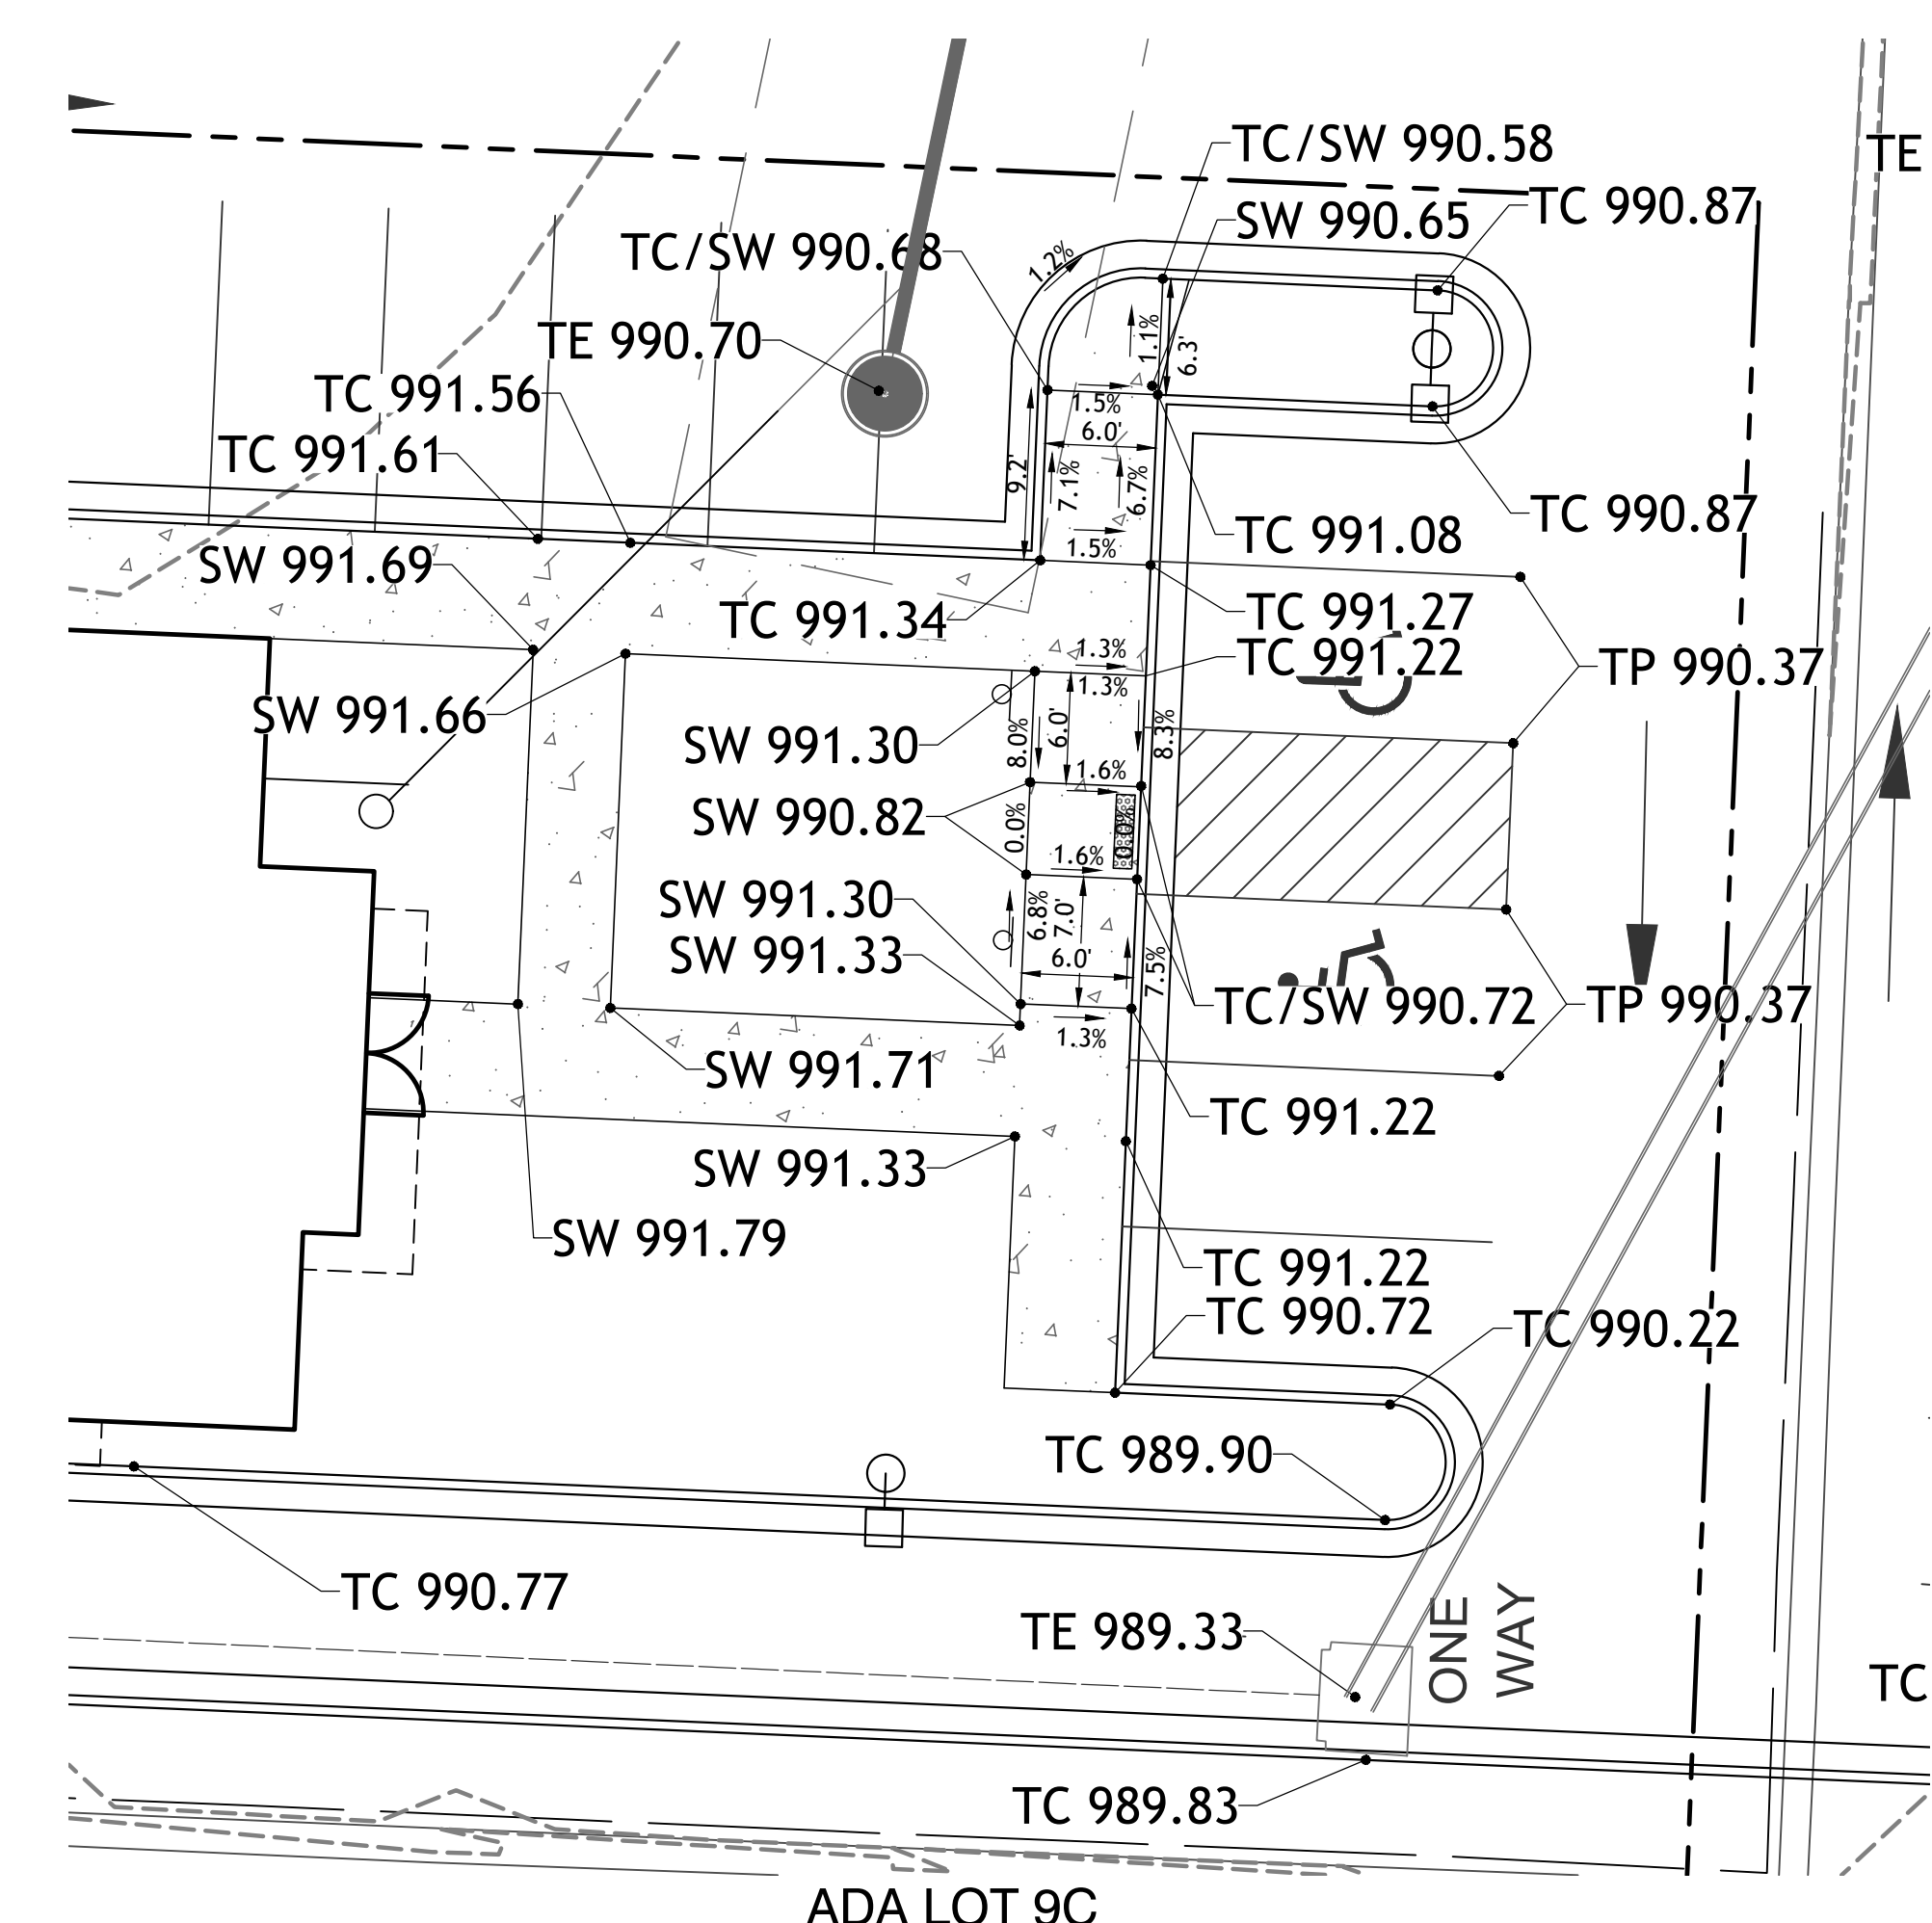 TC/SW 990.58
TE
TC 990.87
SW 990.65
TC/SW 990.68
1.2%
1.1%
6.3'
TE 990.70
TC 991.56
1.5%
6.0'
TC 991.61
9.2'
7.1%
6.7%
TC 990.87
TC 991.08
1.5%
SW 991.69
TC 991.34
TC 991.27
1.3%
TC 991.22
TP 990.37
1.3%
SW 991.66
SW 991.30
8.0%
6.0'
8.3%
1.6%
SW 990.82
0.0%
0.0%
1.6%
SW 991.30
6.8%
7.0'
SW 991.33
6.0'
7.5%
TC/SW 990.72
TP 990.37
1.3%
SW 991.71
TC 991.22
SW 991.33
SW 991.79
TC 991.22
TC 990.72
TC 990.22
TC 989.90
TC 990.77
TE 989.33
ONE
WAY
TC
TC 989.83
ADA LOT 9C